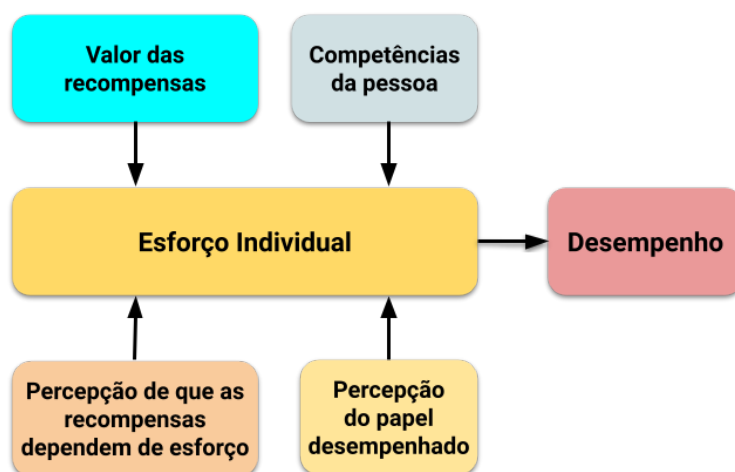 Valor das
recompensas
Competências
da pessoa
Esforço Individual
Desempenho
Percepção de que as
recompensas
dependem de esforço
Percepção
do papel
desempenhado